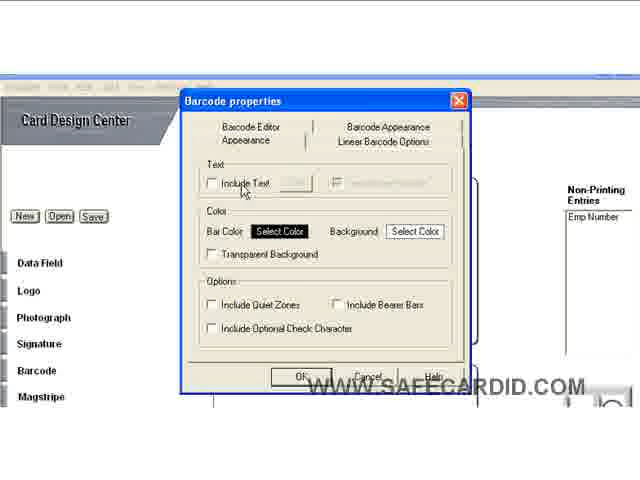 Barcode properties
Card Design Center
Barcode Editor
Barcode Appearance
Appearance
Linear Barcode Options
Text
Include Text
Non-Printing
Entries
Emp Number
New
Open
Save
Color
Bar Color
Select Color
Background
Select Color
Transparent Background
Data Field
Logo
Photograph
Signature
Barcode
Magstripe
Options
Include Quiet Zones
Include Bearer Bars
Include Optional Check Character
OK
Cancel
Help
WWW.SAFECARDID.COM